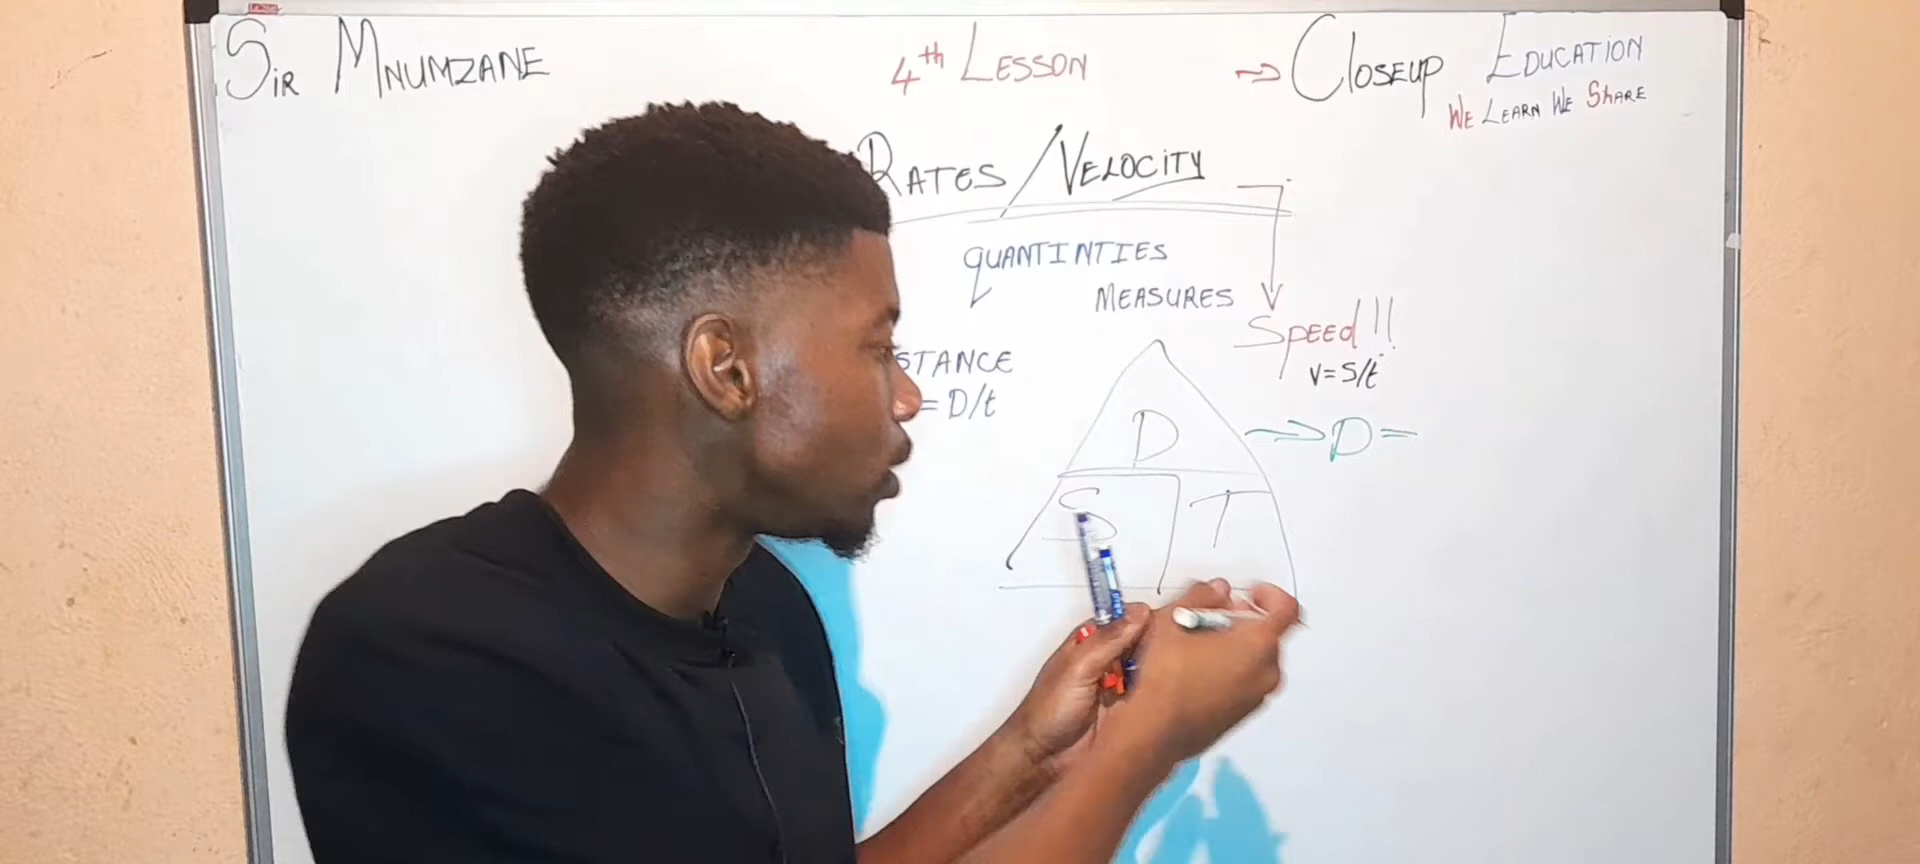 Sir Mnumzane
4th Lesson
→ Closeup Education
We Learn We Share
Rates / Velocity
Quantinties
Measures
Speed!!
v=s/t
stance
= D/t
D
→ D =
S
T